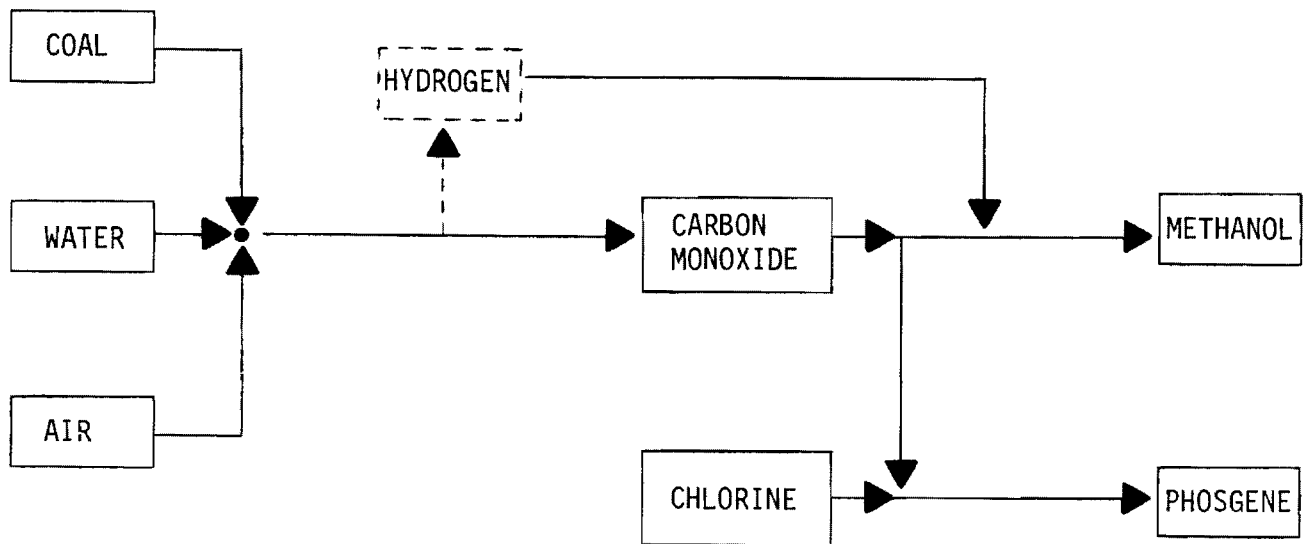 COAL
HYDROGEN
WATER
CARBON
MONOXIDE
METHANOL
AIR
CHLORINE
PHOSGENE